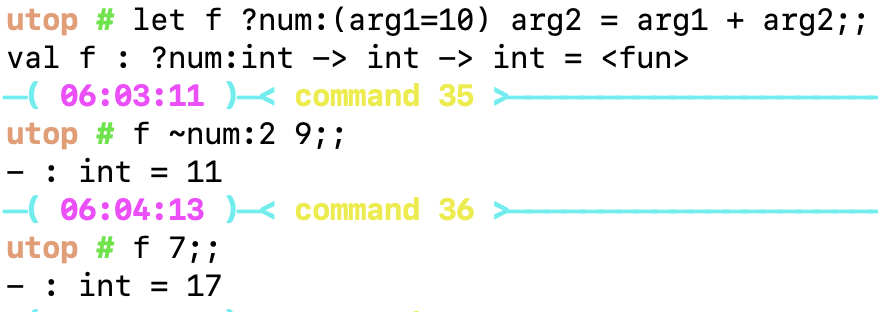 utop # let f ?num:(arg1=10) arg2 = arg1 + arg2;;
val f : ?num:int -> int -> int = <fun>
─( 06:03:11 )─< command 35 >─────────────────────
utop # f ~num:2 9;;
- : int = 11
─( 06:04:13 )─< command 36 >─────────────────────
utop # f 7;;
- : int = 17